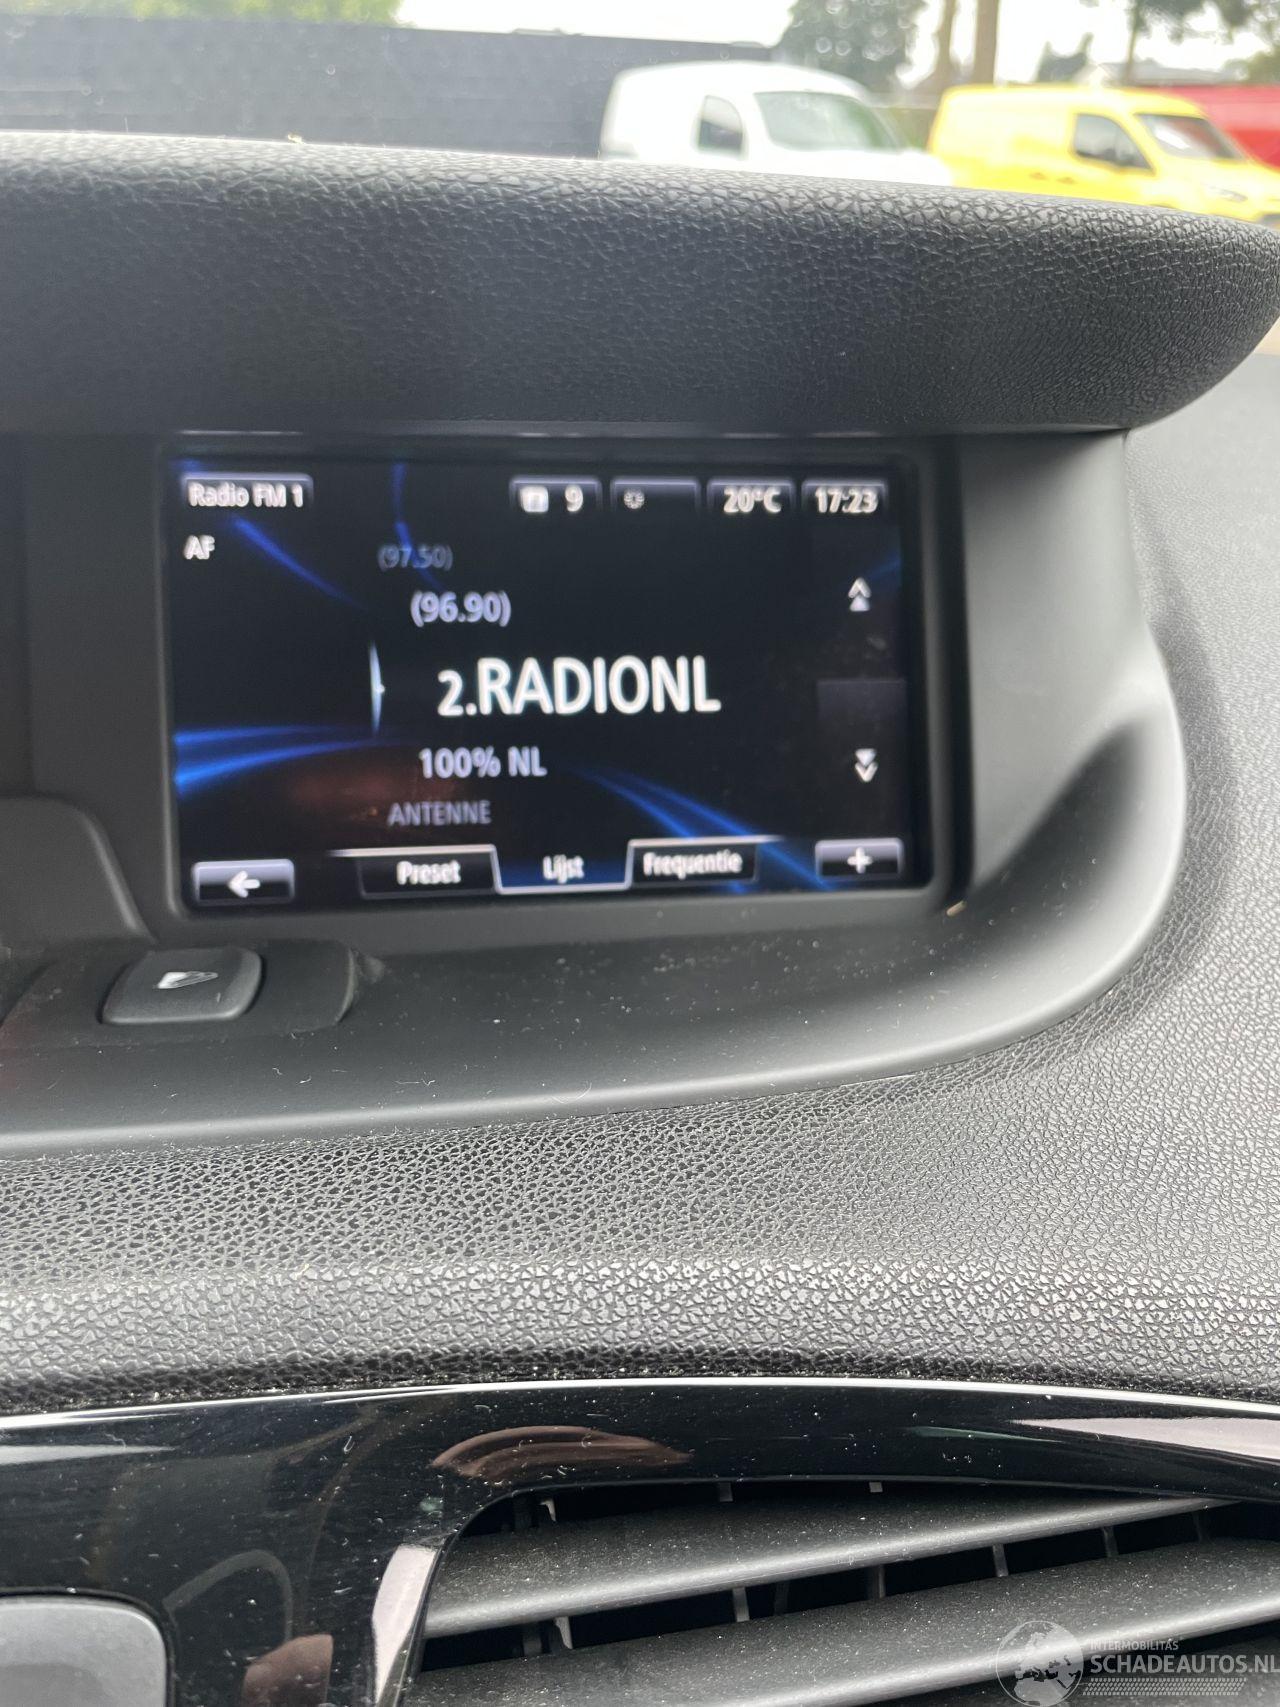 Radio FM 1 9 20°C 17:23
AF
(97.50)
(96.90)
2.RADIONL
100% NL
ANTENNE
Preset Lijst Frequentie
INTERMOBILITAS
SCHADEAUTOS.NL